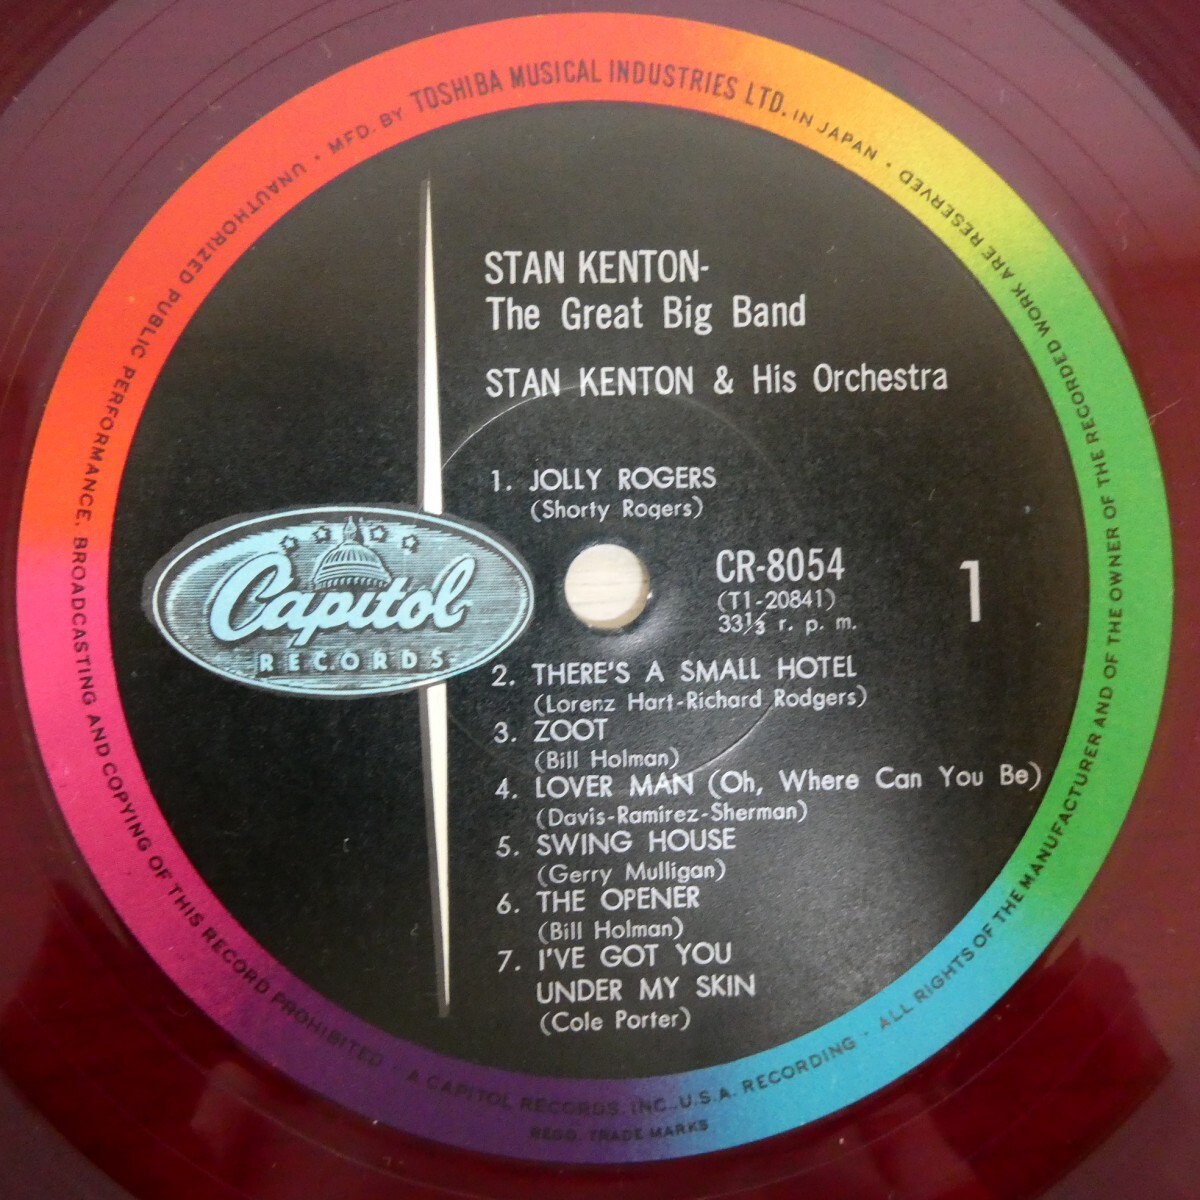 MFD. BY TOSHIBA MUSICAL INDUSTRIES LTD. IN JAPAN · ALL RIGHTS OF THE MANUFACTURER AND OF THE OWNER OF THE RECORDED WORK ARE RESERVED
UNAUTHORIZED PUBLIC PERFORMANCE, BROADCASTING AND COPYING OF THIS RECORD PROHIBITED · A CAPITOL RECORDS, INC., U.S.A. RECORDING ·
REGD. TRADE MARKS
STAN KENTON-
The Great Big Band
STAN KENTON & His Orchestra
1. JOLLY ROGERS
(Shorty Rogers)
CR-8054
(T1-20841)
33⅓ r. p. m.
1
Capitol
RECORDS
2. THERE'S A SMALL HOTEL
(Lorenz Hart-Richard Rodgers)
3. ZOOT
(Bill Holman)
4. LOVER MAN (Oh, Where Can You Be)
(Davis-Ramirez-Sherman)
5. SWING HOUSE
(Gerry Mulligan)
6. THE OPENER
(Bill Holman)
7. I'VE GOT YOU
UNDER MY SKIN
(Cole Porter)